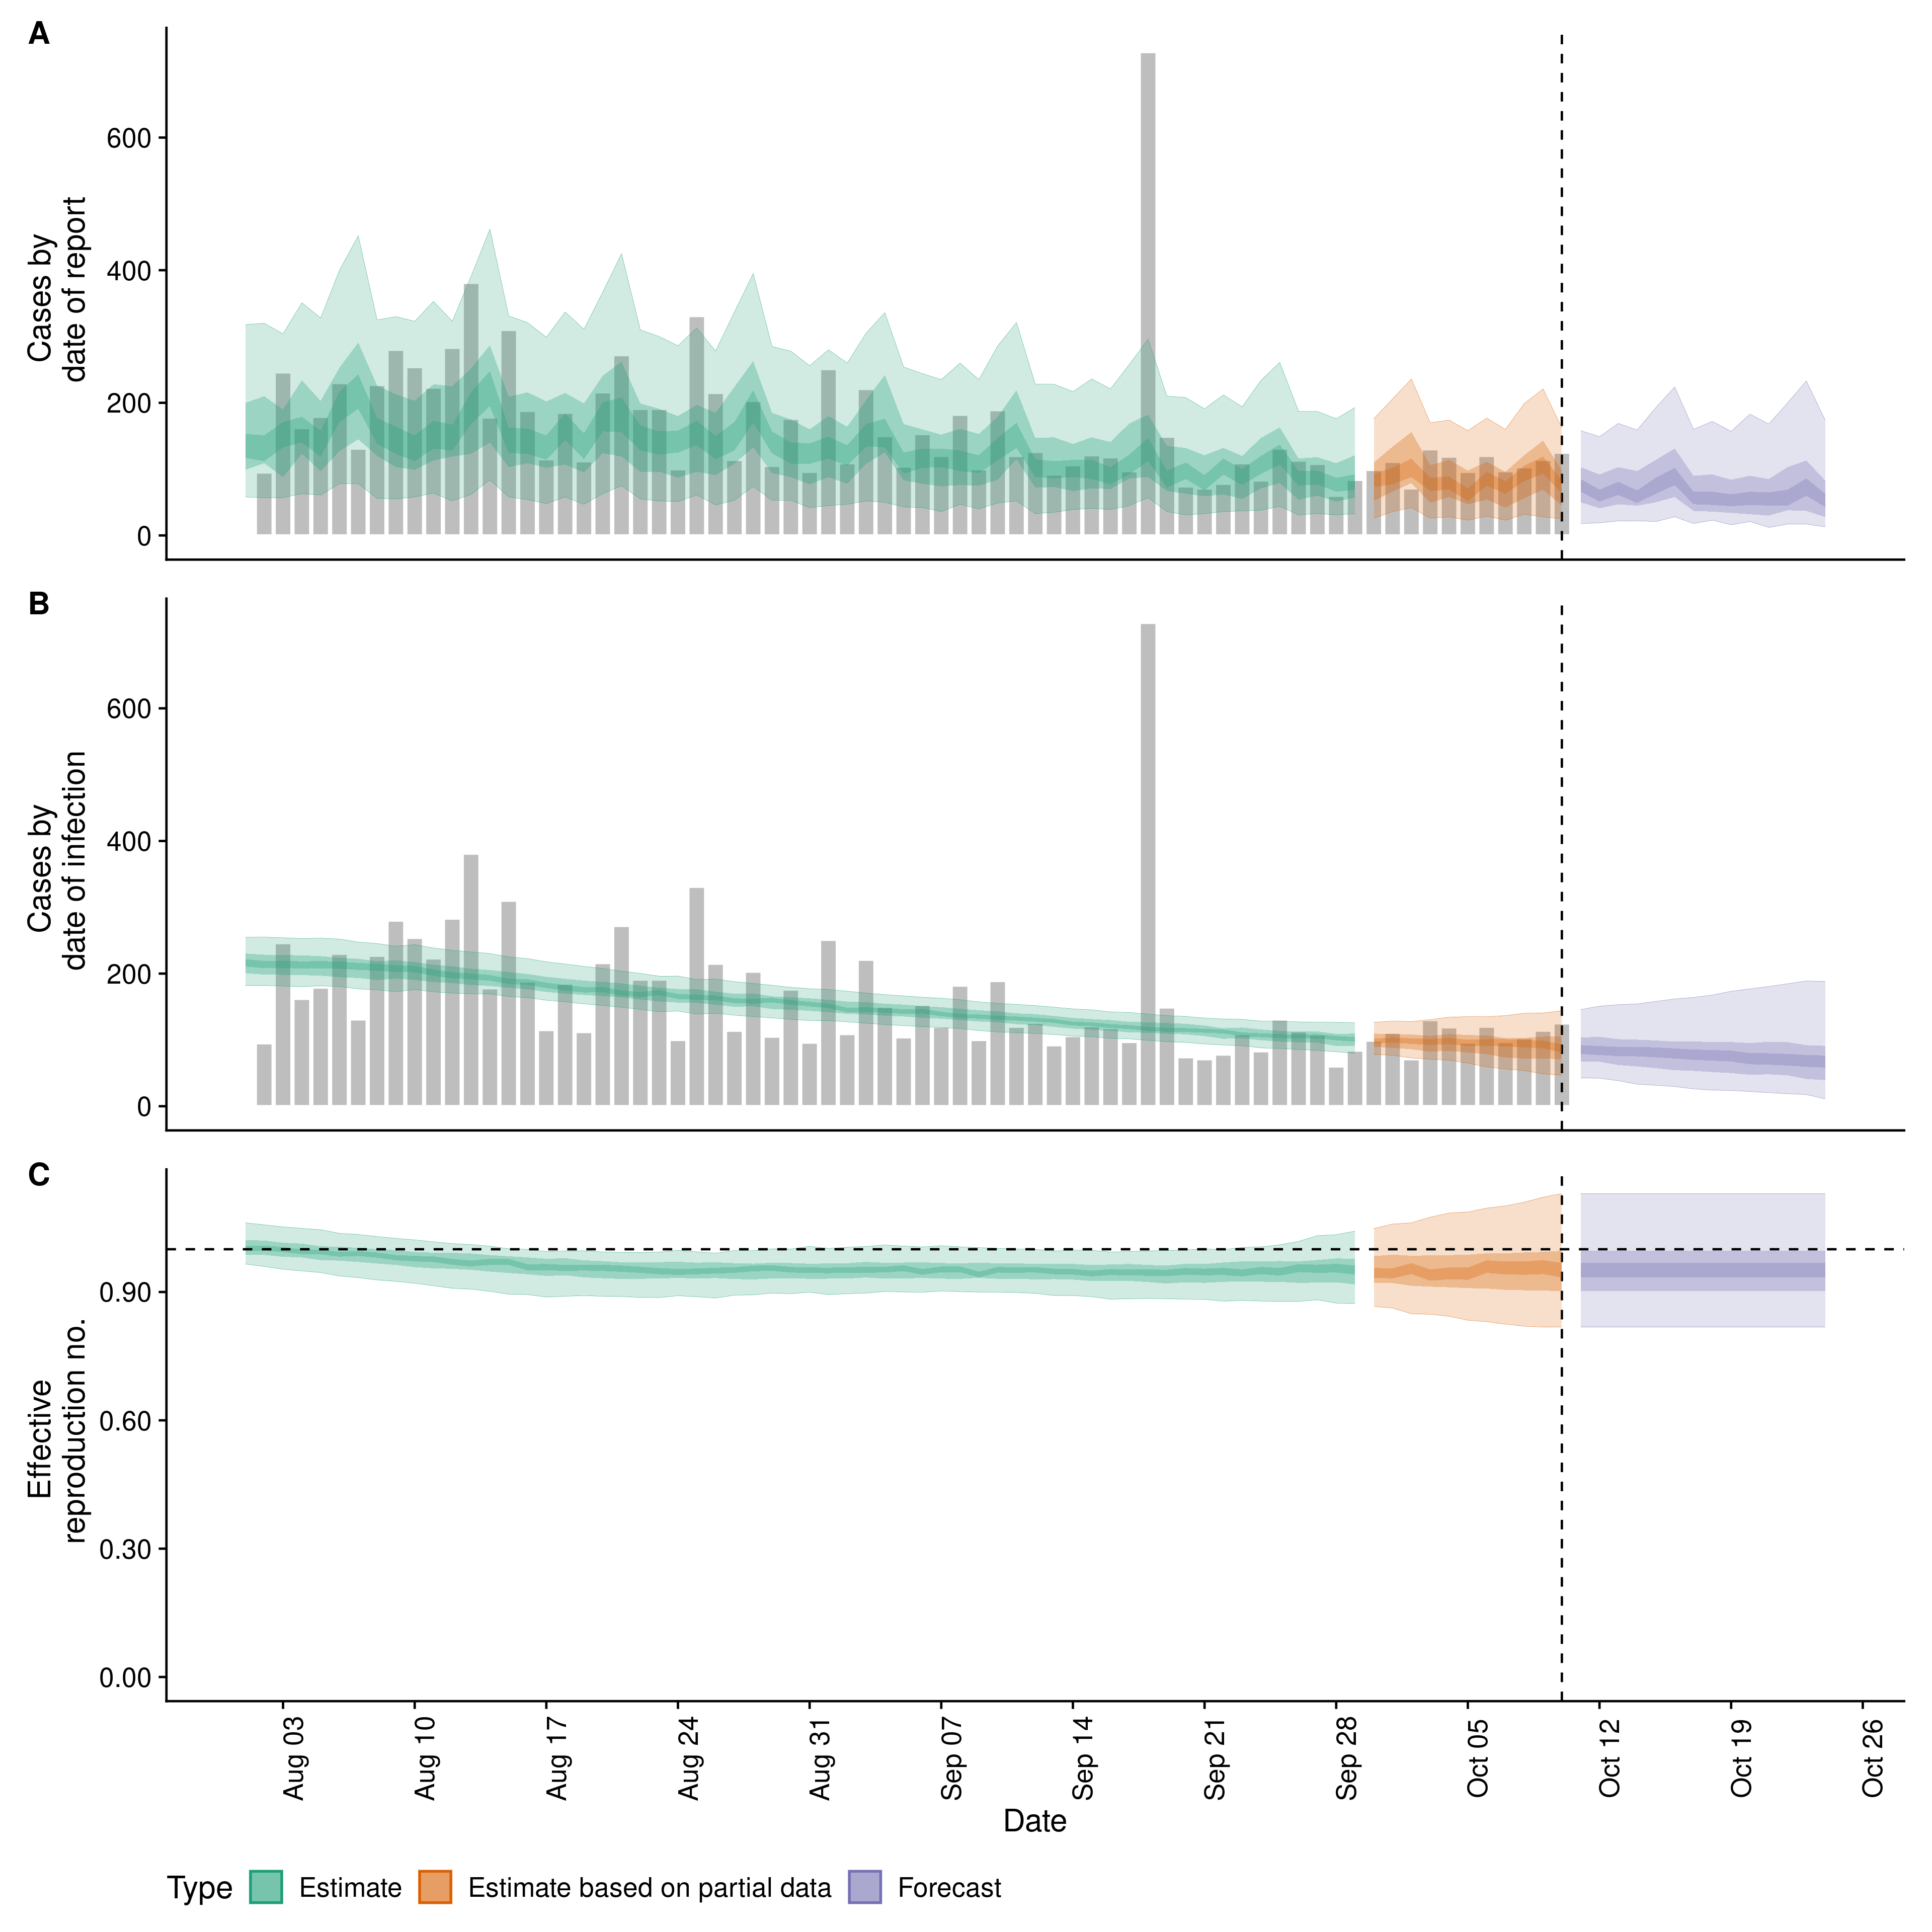 A
Cases by
date of report
600
400
200
0
B
Cases by
date of infection
600
400
200
0
C
Effective
reproduction no.
0.90
0.60
0.30
0.00
Aug 03
Aug 10
Aug 17
Aug 24
Aug 31
Sep 07
Sep 14
Sep 21
Sep 28
Oct 05
Oct 12
Oct 19
Oct 26
Date
Type Estimate Estimate based on partial data Forecast